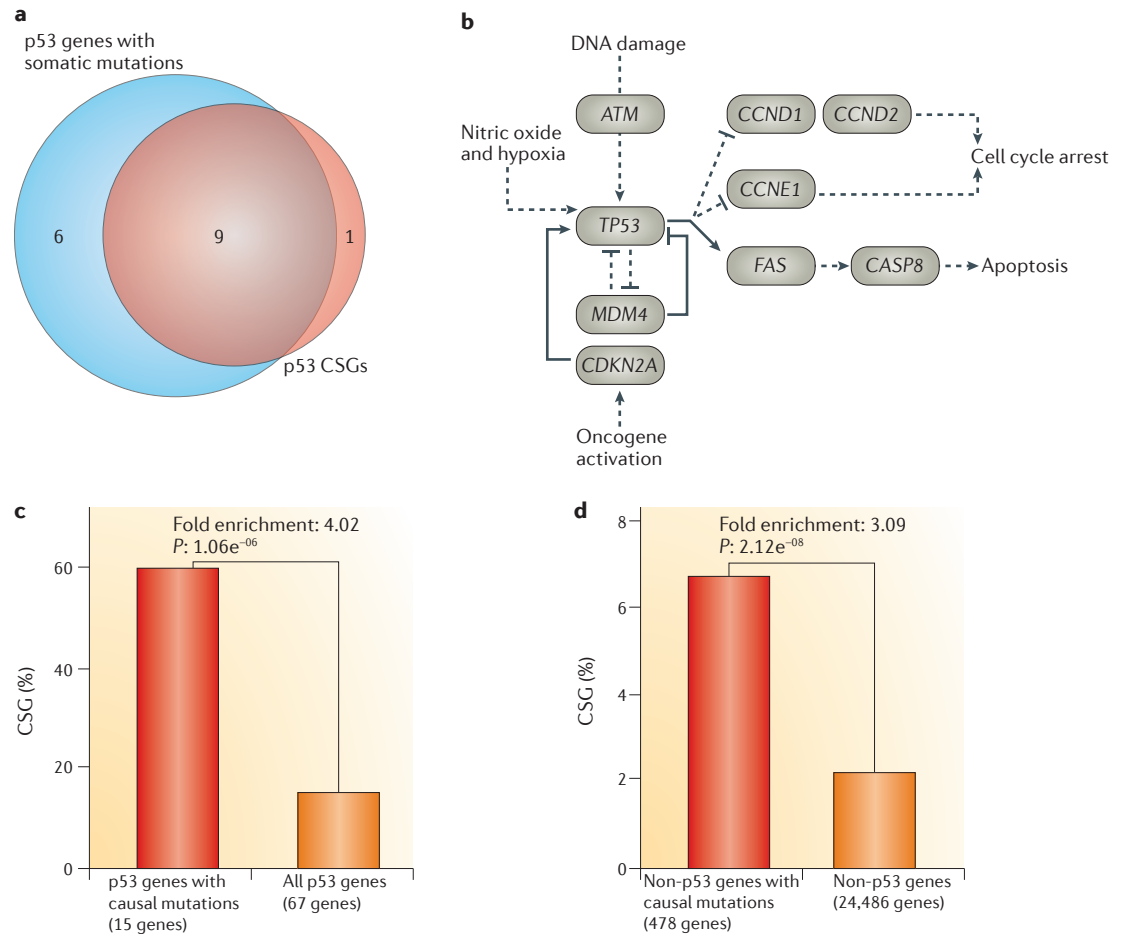 a
p53 genes with
somatic mutations
6
9
1
p53 CSGs
b
DNA damage
ATM
CCND1
CCND2
Nitric oxide
and hypoxia
Cell cycle arrest
CCNE1
TP53
FAS
CASP8
Apoptosis
MDM4
CDKN2A
Oncogene
activation
c
Fold enrichment: 4.02
P: 1.06e⁻⁰⁶
60
40
20
0
CSG (%)
p53 genes with
causal mutations
(15 genes)
All p53 genes
(67 genes)
d
Fold enrichment: 3.09
P: 2.12e⁻⁰⁸
8
6
4
2
0
CSG (%)
Non-p53 genes with
causal mutations
(478 genes)
Non-p53 genes
(24,486 genes)